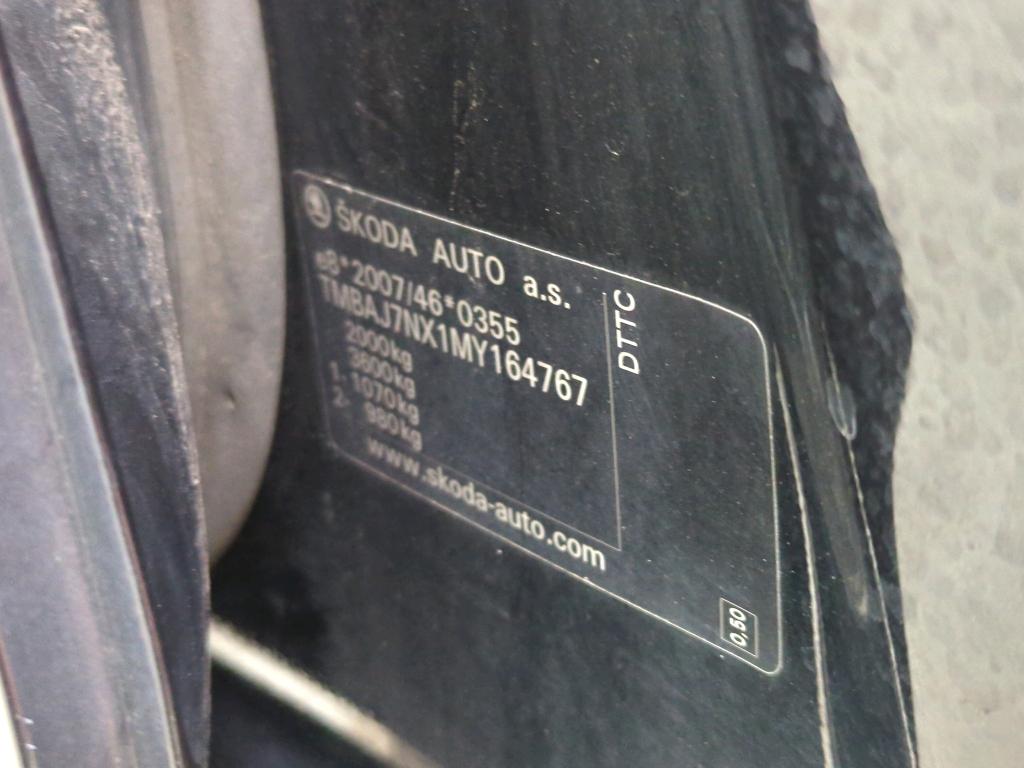 ŠKODA AUTO a.s.
e8*2007/46*0355
TMBAJ7NX1MY164767
2000kg
3600kg
1- 1070kg
2- 980kg
www.skoda-auto.com
DTTC
0,50